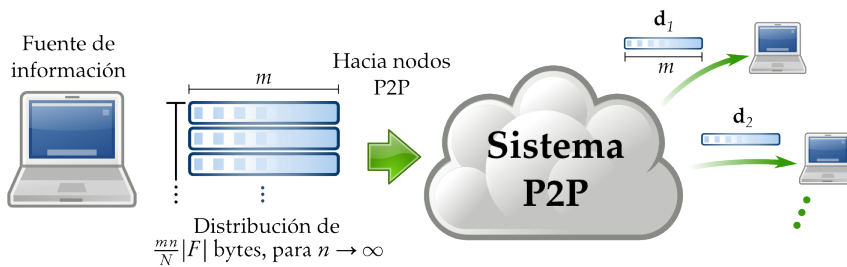 Fuente de
información
m
Hacia nodos
P2P
Distribución de
mn/N |F| bytes, para n → ∞
Sistema
P2P
d₁
m
d₂